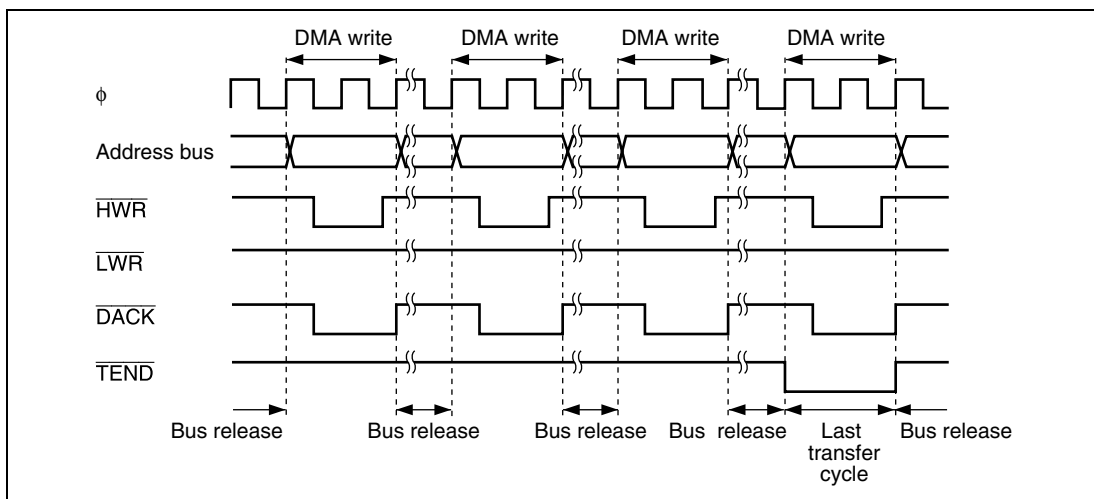 DMA write DMA write DMA write DMA write
φ
Address bus
HWR
LWR
DACK
TEND
Bus release Bus release Bus release Bus release Last transfer cycle Bus release